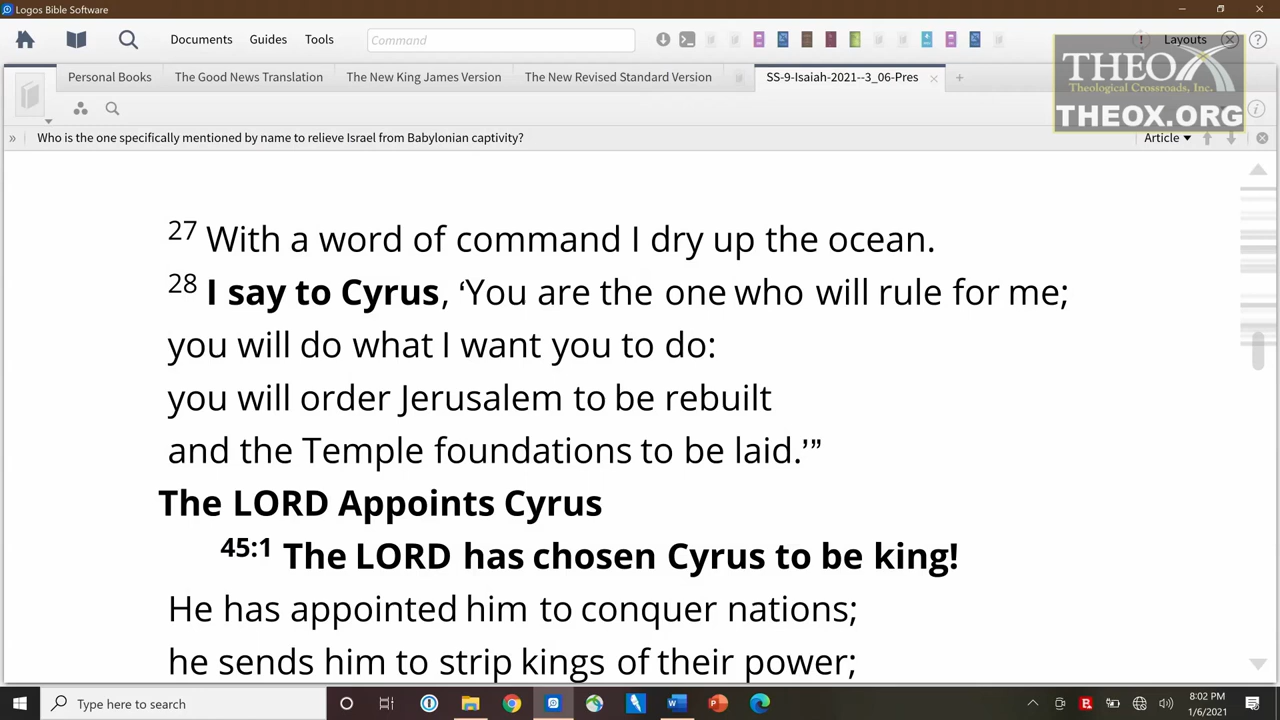 Logos Bible Software
Documents Guides Tools Command Layouts
Personal Books The Good News Translation The New King James Version The New Revised Standard Version SS-9-Isaiah-2021--3_06-Pres
THEOX
Theological Crossroads, Inc.
THEOX.ORG
» Who is the one specifically mentioned by name to relieve Israel from Babylonian captivity? Article
27 With a word of command I dry up the ocean.
28 I say to Cyrus, ‘You are the one who will rule for me;
you will do what I want you to do:
you will order Jerusalem to be rebuilt
and the Temple foundations to be laid.’”
The LORD Appoints Cyrus
45:1 The LORD has chosen Cyrus to be king!
He has appointed him to conquer nations;
he sends him to strip kings of their power;
Type here to search
8:02 PM
1/6/2021